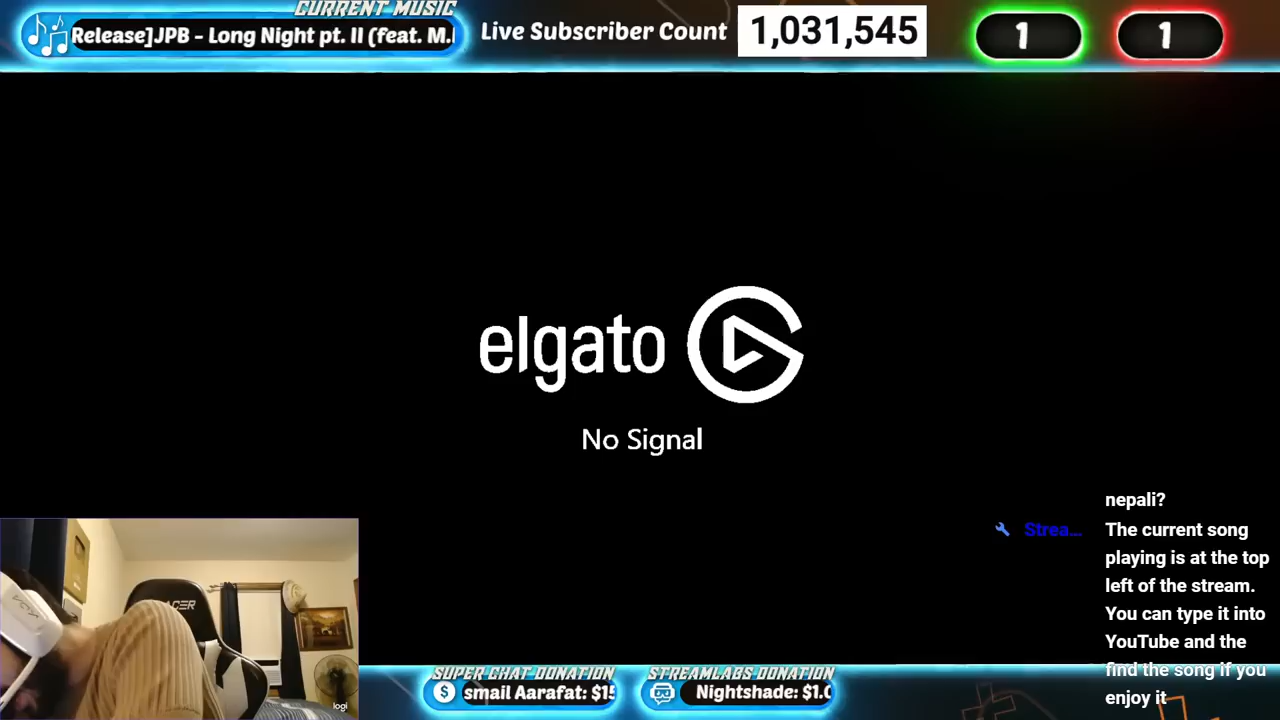 CURRENT MUSIC
Release]JPB - Long Night pt. II (feat. M.
Live Subscriber Count
1,031,545
1
1
elgato
No Signal
nepali?
Strea... The current song
playing is at the top
left of the stream.
You can type it into
YouTube and the
find the song if you
enjoy it
logi
SUPER CHAT DONATION
smail Aarafat: $15
STREAMLABS DONATION
Nightshade: $1.0